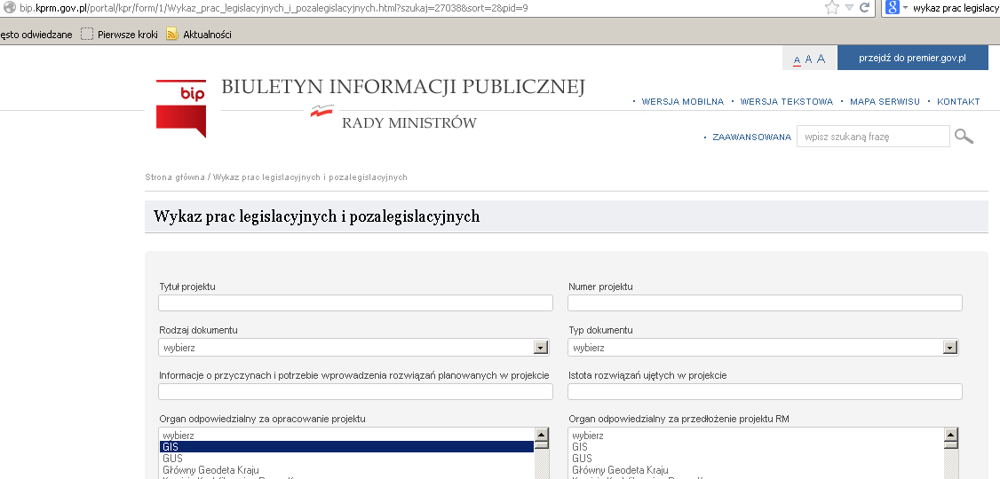 bip.kprm.gov.pl/portal/kpr/form/1/Wykaz_prac_legislacyjnych_i_pozalegislacyjnych.html?szukaj=27038&sort=2&pid=9
wykaz prac legislacy
ęsto odwiedzane Pierwsze kroki Aktualności
A A A
przejdź do premier.gov.pl
bip
BIULETYN INFORMACJI PUBLICZNEJ
RADY MINISTRÓW
WERSJA MOBILNA WERSJA TEKSTOWA MAPA SERWISU KONTAKT
ZAAWANSOWANA wpisz szukaną frazę
Strona główna / Wykaz prac legislacyjnych i pozalegislacyjnych
Wykaz prac legislacyjnych i pozalegislacyjnych
Tytuł projektu
Numer projektu
Rodzaj dokumentu
Typ dokumentu
wybierz
wybierz
Informacje o przyczynach i potrzebie wprowadzenia rozwiązań planowanych w projekcie
Istota rozwiązań ujętych w projekcie
Organ odpowiedzialny za opracowanie projektu
Organ odpowiedzialny za przedłożenie projektu RM
wybierz
GIS
GUS
Główny Geodeta Kraju
wybierz
GIS
GUS
Główny Geodeta Kraju